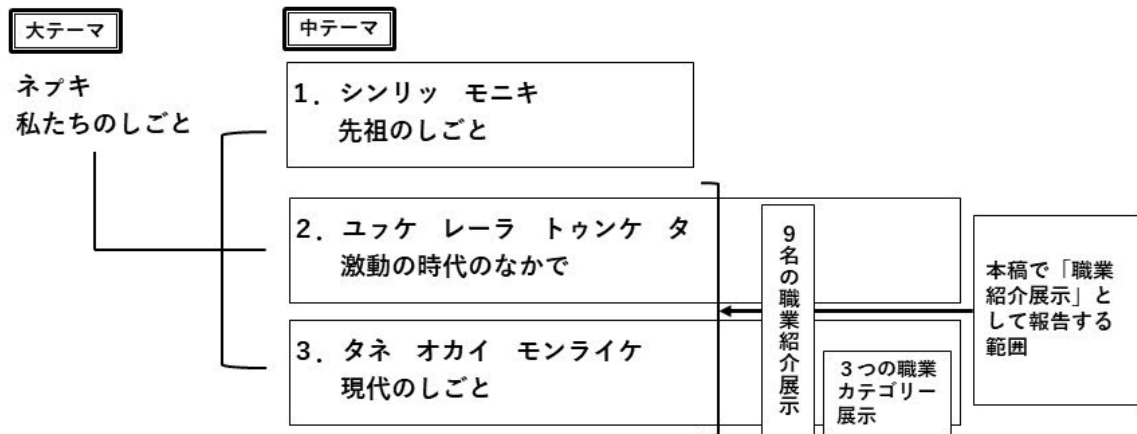 大テーマ
中テーマ
ネㇷ゚キ
私たちのしごと
1. シンリッ モニキ
先祖のしごと
2. ユㇰケ レーラ トゥンケ タ
激動の時代のなかで
3. タネ オカイ モンライケ
現代のしごと
9名の職業紹介展示
3つの職業
カテゴリー
展示
本稿で「職業
紹介展示」と
して報告する
範囲